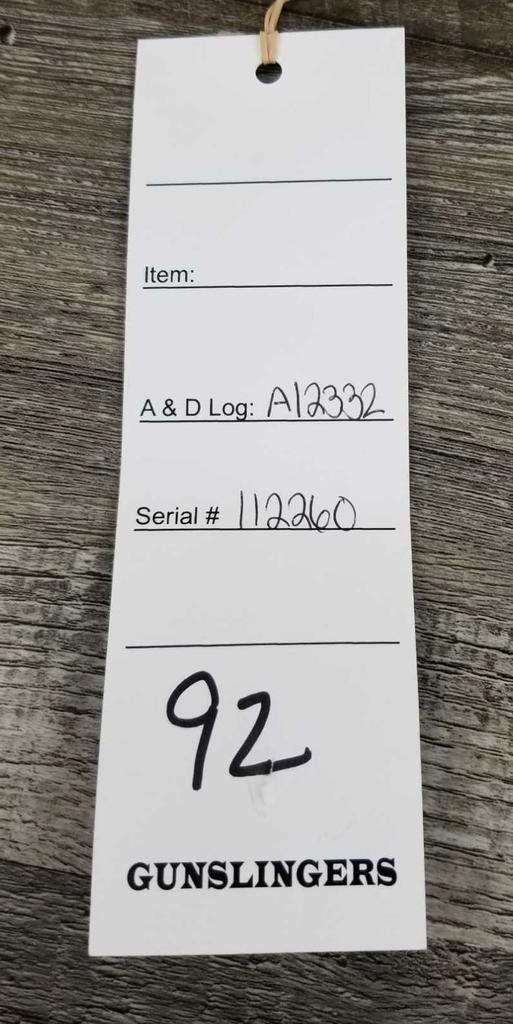 Item:
A & D Log: A12332
Serial # 112260
92
GUNSLINGERS